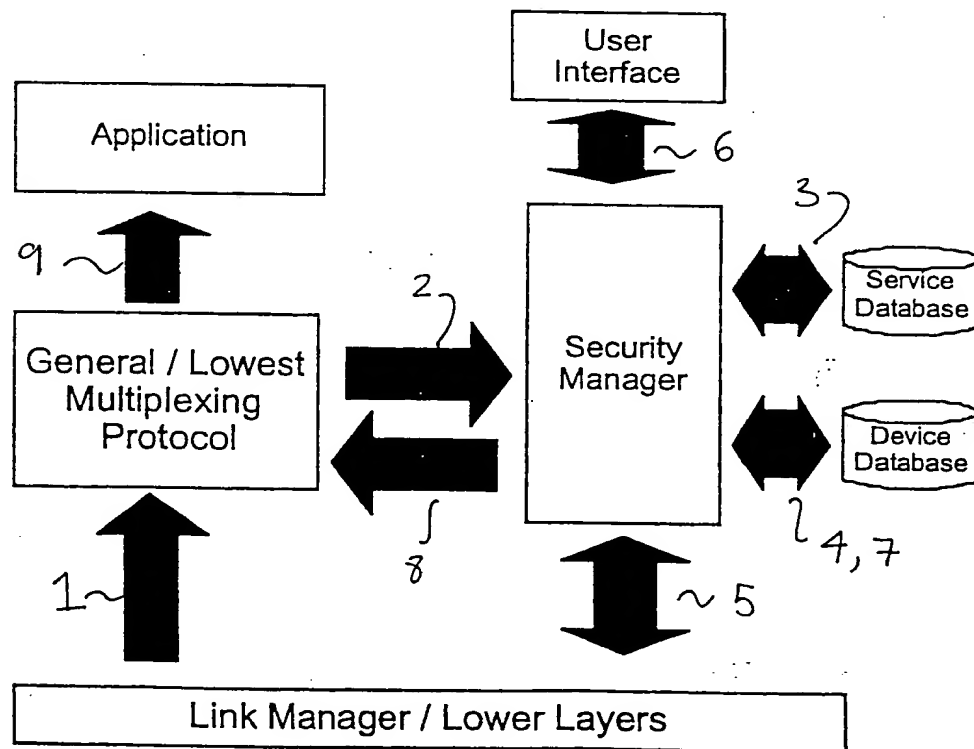 User
Interface
Application
6
3
9
2
Service
Database
General / Lowest
Multiplexing
Protocol
Security
Manager
Device
Database
8
4, 7
1
5
Link Manager / Lower Layers